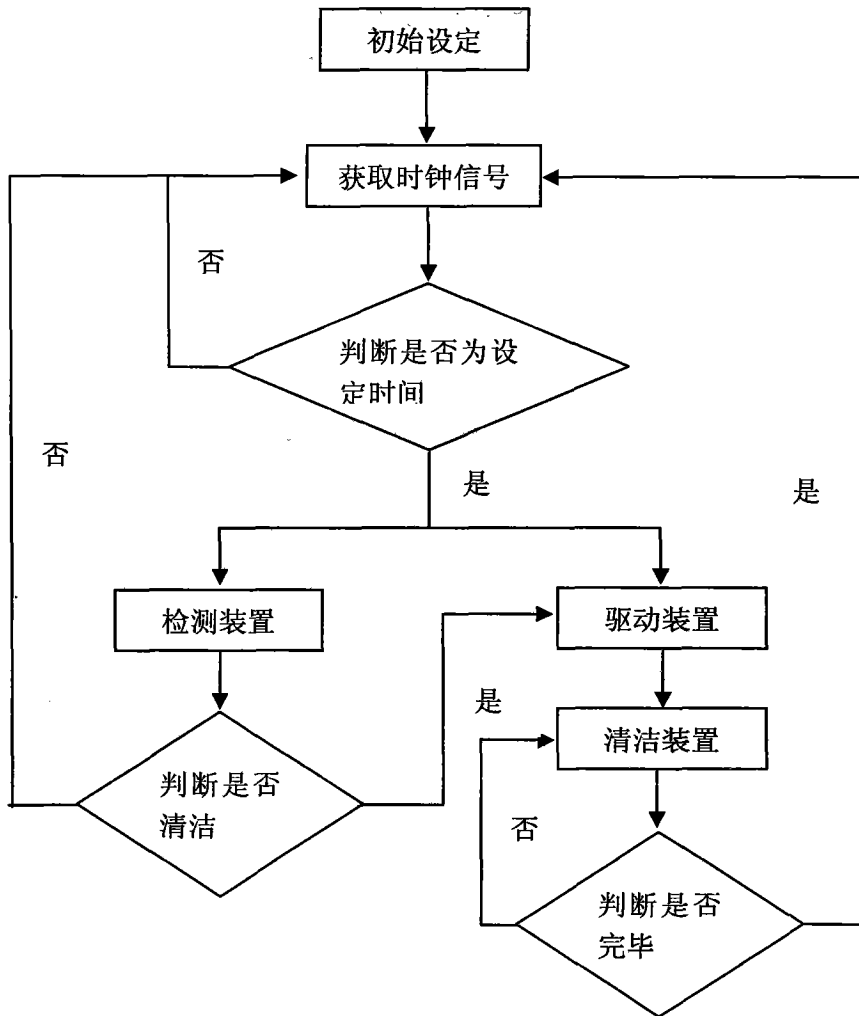 初始设定
获取时钟信号
否
判断是否为设
定时间
否
是
是
检测装置
驱动装置
是
清洁装置
判断是否
清洁
否
判断是否
完毕